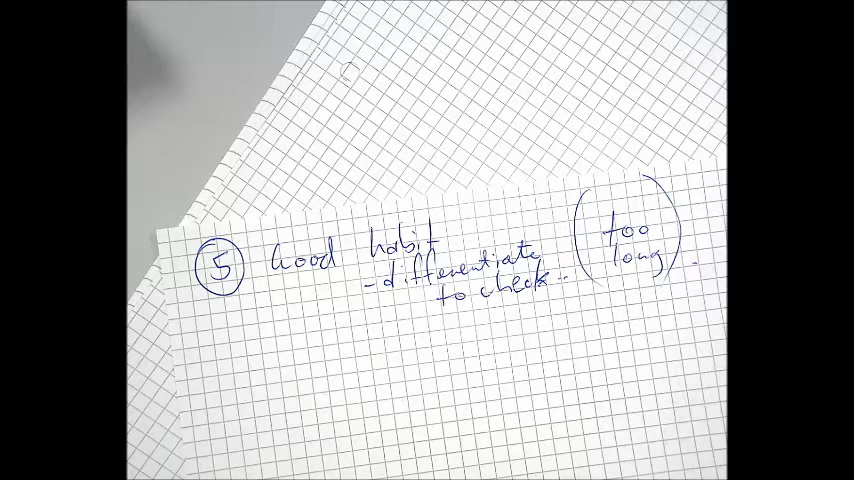 ⑤ Good habit
- differentiate
to check..
(too
long).